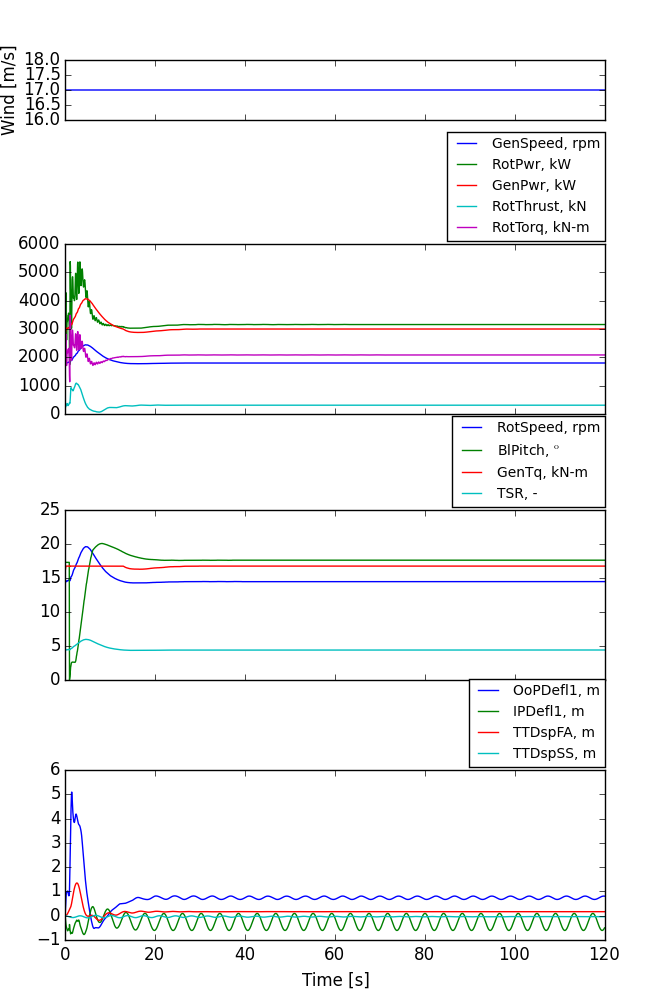 Wind [m/s]
18.0
17.5
17.0
16.5
16.0
GenSpeed, rpm
RotPwr, kW
GenPwr, kW
RotThrust, kN
RotTorq, kN-m
6000
5000
4000
3000
2000
1000
0
RotSpeed, rpm
BlPitch, °
GenTq, kN-m
TSR, -
25
20
15
10
5
0
OoPDefl1, m
IPDefl1, m
TTDspFA, m
TTDspSS, m
6
5
4
3
2
1
0
−1
0 20 40 60 80 100 120
Time [s]